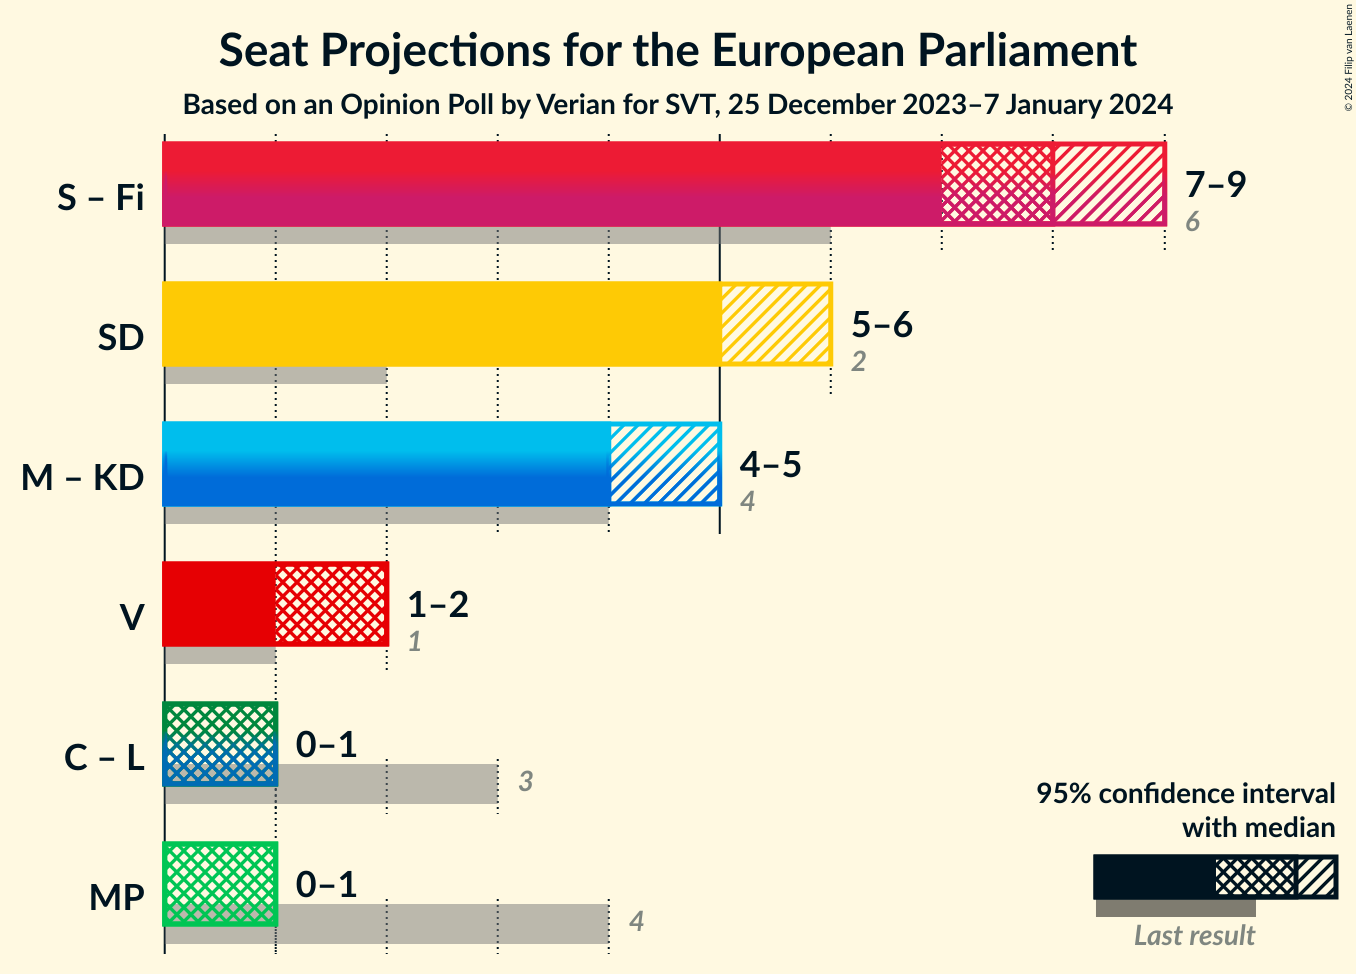 Seat Projections for the European Parliament
Based on an Opinion Poll by Verian for SVT, 25 December 2023–7 January 2024
© 2024 Filip van Laenen
S – Fi
7–9
6
SD
5–6
2
M – KD
4–5
4
V
1–2
1
C – L
0–1
3
MP
0–1
4
95% confidence interval
with median
Last result